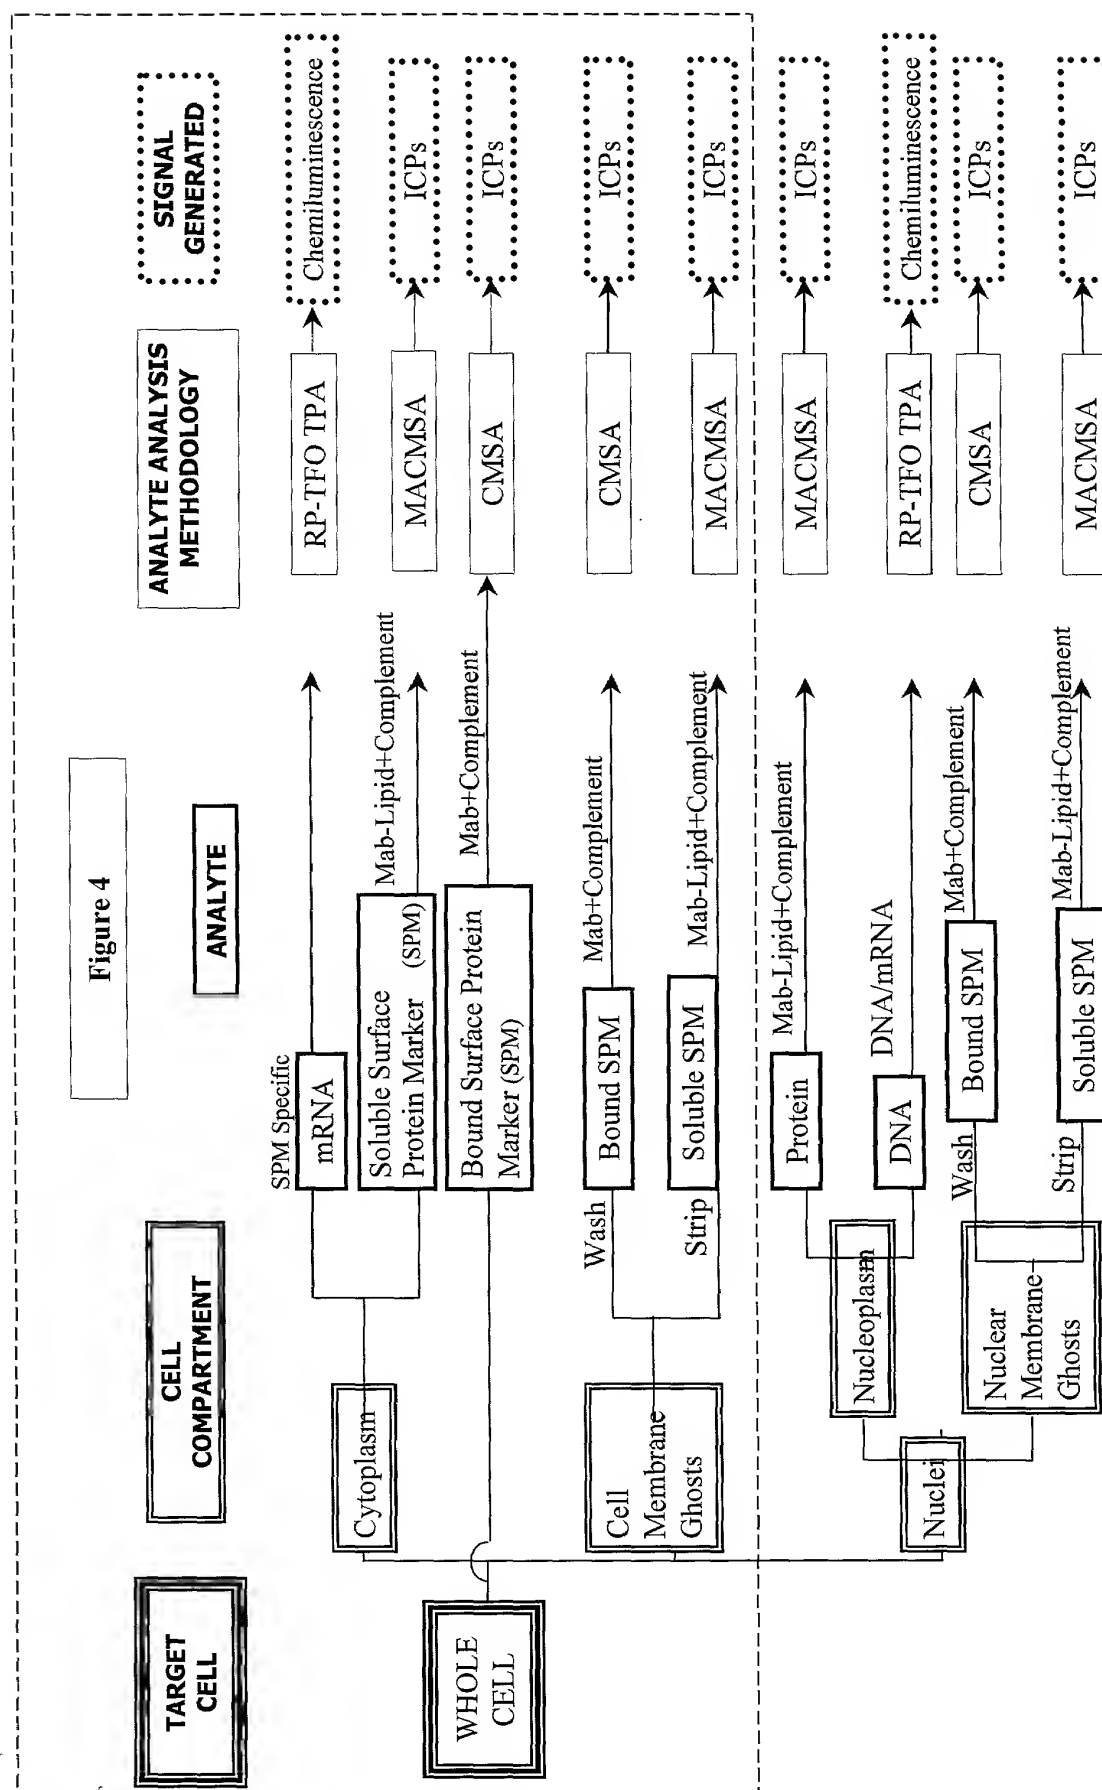 Figure 4
TARGET
CELL
CELL
COMPARTMENT
ANALYTE
ANALYTE ANALYSIS
METHODOLOGY
SIGNAL
GENERATED
WHOLE
CELL
Cytoplasm
SPM Specific
mRNA
RP-TFO TPA
Chemiluminescence
Soluble Surface
Protein Marker (SPM)
Mab-Lipid+Complement
MACMSA
ICPs
Bound Surface Protein
Marker (SPM)
Mab+Complement
CMSA
ICPs
Cell
Membrane
Ghosts
Wash
Bound SPM
Mab+Complement
CMSA
ICPs
Strip
Soluble SPM
Mab-Lipid+Complement
MACMSA
ICPs
Nuclei
Nucleoplasm
Protein
Mab-Lipid+Complement
MACMSA
ICPs
DNA
DNA/mRNA
RP-TFO TPA
Chemiluminescence
Nuclear
Membrane
Ghosts
Wash
Bound SPM
Mab+Complement
CMSA
ICPs
Strip
Soluble SPM
Mab-Lipid+Complement
MACMSA
ICPs